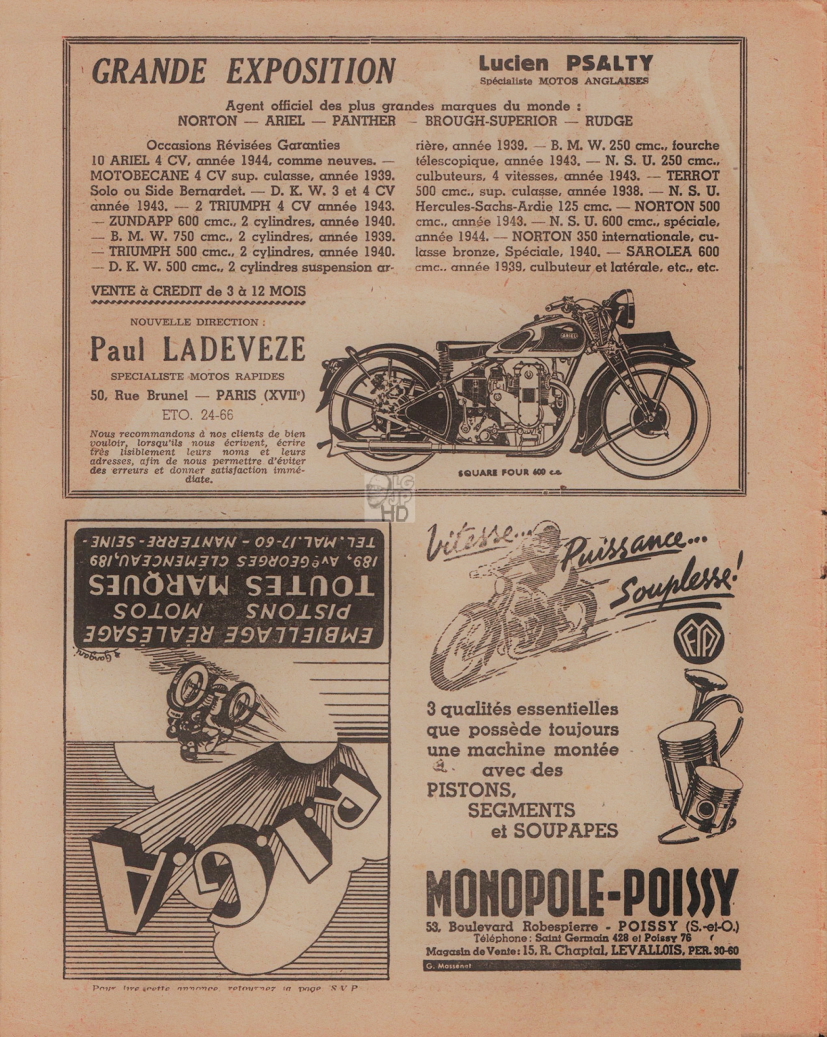 GRANDE EXPOSITION
Lucien PSALTY
Spécialiste MOTOS ANGLAISES
Agent officiel des plus grandes marques du monde :
NORTON — ARIEL — PANTHER — BROUGH-SUPERIOR — RUDGE
Occasions Révisées Garanties
10 ARIEL 4 CV, année 1944, comme neuves. —
MOTOBECANE 4 CV sup. culasse, année 1939.
Solo ou Side Bernardet. — D. K. W. 3 et 4 CV
année 1943. — 2 TRIUMPH 4 CV année 1943.
— ZUNDAPP 600 cmc., 2 cylindres, année 1940.
— B. M. W. 750 cmc., 2 cylindres, année 1939.
— TRIUMPH 500 cmc., 2 cylindres, année 1940.
— D. K. W. 500 cmc., 2 cylindres suspension ar-
rière, année 1939. — B. M. W. 250 cmc., fourche
télescopique, année 1943. — N. S. U. 250 cmc.,
culbuteurs, 4 vitesses, année 1943. — TERROT
500 cmc., sup. culasse, année 1938. — N. S. U.
Hercules-Sachs-Ardie 125 cmc. — NORTON 500
cmc., année 1943. — N. S. U. 600 cmc., spéciale,
année 1944. — NORTON 350 internationale, cu-
lasse bronze, Spéciale, 1940. — SAROLEA 600
cmc., année 1939, culbuteur et latérale, etc., etc.
VENTE à CREDIT de 3 à 12 MOIS
NOUVELLE DIRECTION :
Paul LADEVEZE
SPECIALISTE MOTOS RAPIDES
50, Rue Brunel — PARIS (XVIIe)
ETO. 24-66
Nous recommandons à nos clients de bien
vouloir, lorsqu'ils nous écrivent, écrire
très lisiblement leurs noms et leurs
adresses, afin de nous permettre d'éviter
des erreurs et donner satisfaction immé-
diate.
ARIEL
SQUARE FOUR 600 c.c.
LG
JP
HD
R.I.G.A
EMBIELLAGE RÉALÉSAGE
PISTONS MOTOS
TOUTES MARQUES
189, Ave GEORGES CLEMENCEAU, 189
TEL. MAL. 17-60 - NANTERRE - SEINE -
Pour lire cette annonce, retourner la page S V P
Vitesse...
Puissance...
Souplesse!
3 qualités essentielles
que possède toujours
une machine montée
avec des
PISTONS,
SEGMENTS
et SOUPAPES
MONOPOLE-POISSY
53, Boulevard Robespierre - POISSY (S.-et-O.)
Téléphone : Saint Germain 428 et Poissy 76
Magasin de Vente : 15, R. Chaptal, LEVALLOIS, PER. 30-60
G. Massenet